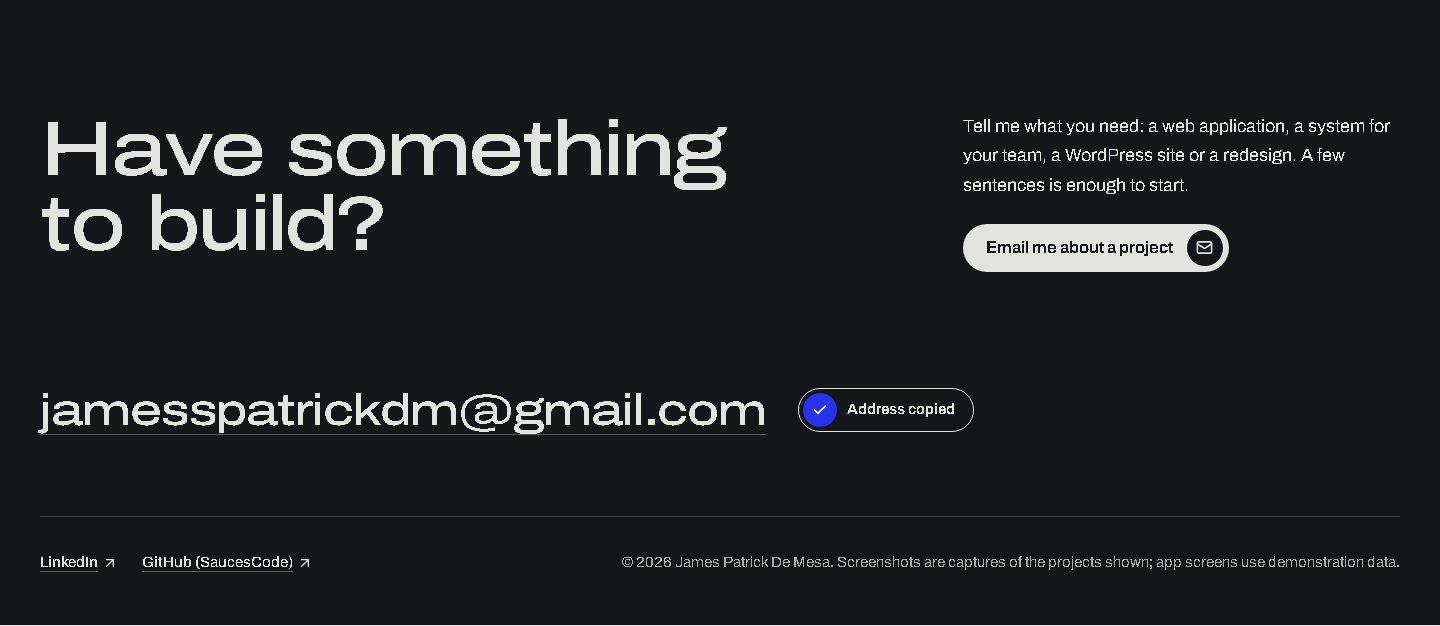 Have something
to build?
Tell me what you need: a web application, a system for
your team, a WordPress site or a redesign. A few
sentences is enough to start.
Email me about a project
jamesspatrickdm@gmail.com
Address copied
LinkedIn
GitHub (SaucesCode)
© 2026 James Patrick De Mesa. Screenshots are captures of the projects shown; app screens use demonstration data.